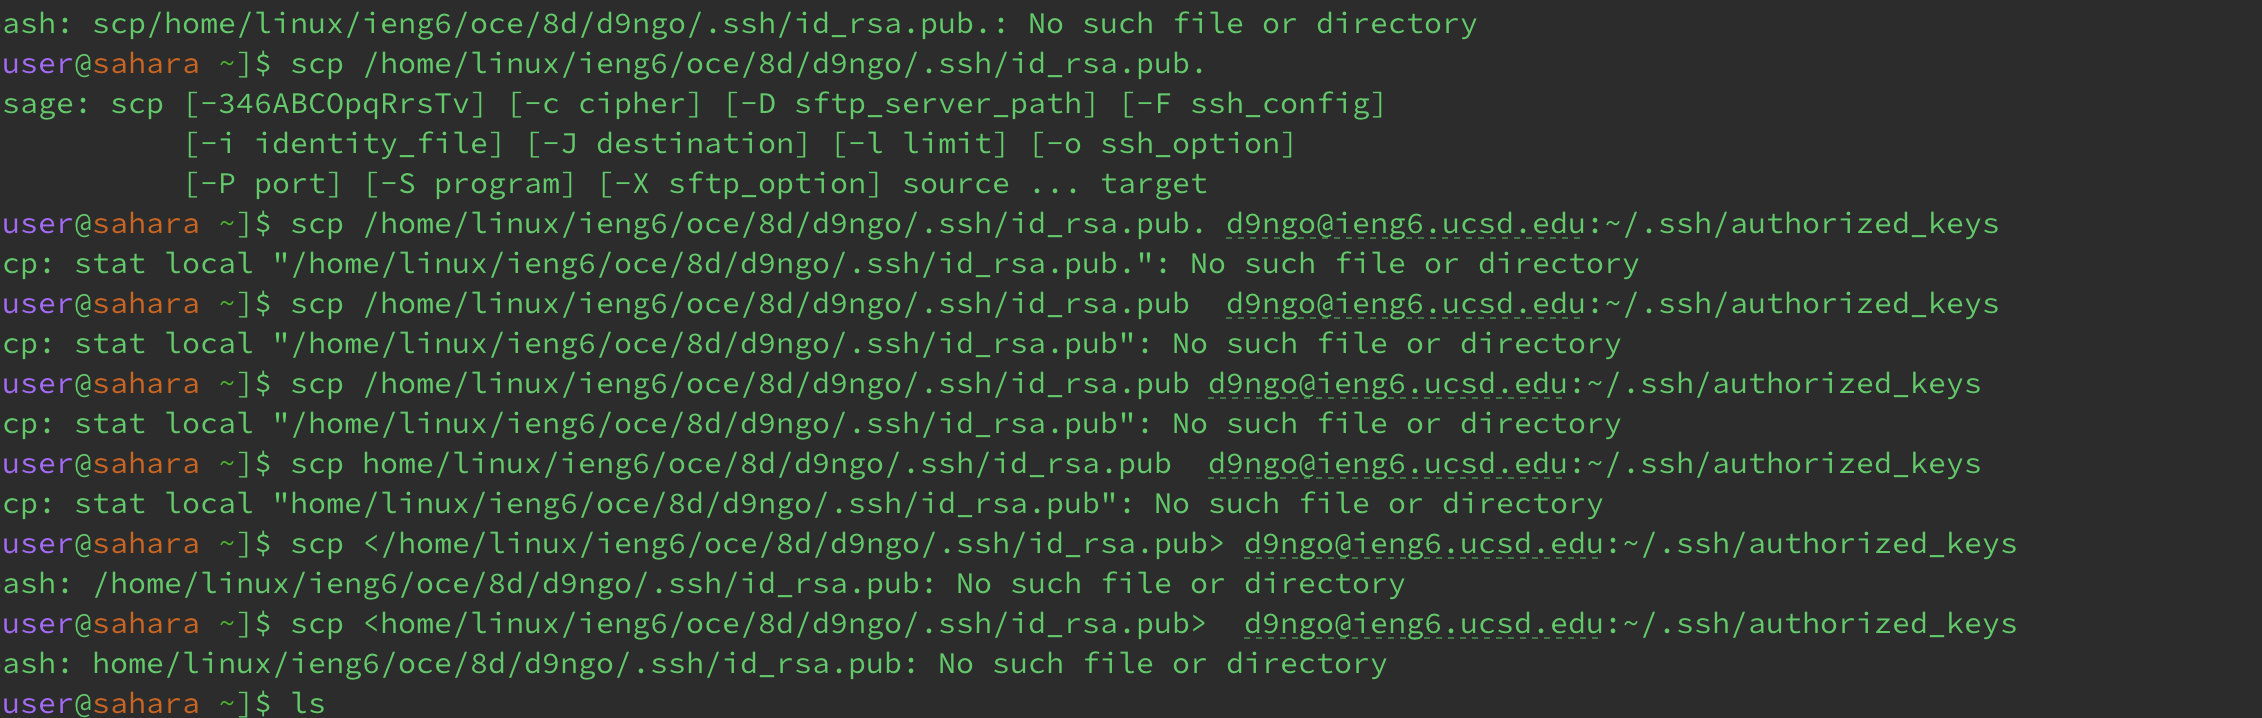 ash: scp/home/linux/ieng6/oce/8d/d9ngo/.ssh/id_rsa.pub.: No such file or directory
user@sahara ~]$ scp /home/linux/ieng6/oce/8d/d9ngo/.ssh/id_rsa.pub.
sage: scp [-346ABCOpqRrsTv] [-c cipher] [-D sftp_server_path] [-F ssh_config]
[-i identity_file] [-J destination] [-l limit] [-o ssh_option]
[-P port] [-S program] [-X sftp_option] source ... target
user@sahara ~]$ scp /home/linux/ieng6/oce/8d/d9ngo/.ssh/id_rsa.pub. d9ngo@ieng6.ucsd.edu:~/.ssh/authorized_keys
cp: stat local "/home/linux/ieng6/oce/8d/d9ngo/.ssh/id_rsa.pub.": No such file or directory
user@sahara ~]$ scp /home/linux/ieng6/oce/8d/d9ngo/.ssh/id_rsa.pub  d9ngo@ieng6.ucsd.edu:~/.ssh/authorized_keys
cp: stat local "/home/linux/ieng6/oce/8d/d9ngo/.ssh/id_rsa.pub": No such file or directory
user@sahara ~]$ scp /home/linux/ieng6/oce/8d/d9ngo/.ssh/id_rsa.pub d9ngo@ieng6.ucsd.edu:~/.ssh/authorized_keys
cp: stat local "/home/linux/ieng6/oce/8d/d9ngo/.ssh/id_rsa.pub": No such file or directory
user@sahara ~]$ scp home/linux/ieng6/oce/8d/d9ngo/.ssh/id_rsa.pub  d9ngo@ieng6.ucsd.edu:~/.ssh/authorized_keys
cp: stat local "home/linux/ieng6/oce/8d/d9ngo/.ssh/id_rsa.pub": No such file or directory
user@sahara ~]$ scp </home/linux/ieng6/oce/8d/d9ngo/.ssh/id_rsa.pub> d9ngo@ieng6.ucsd.edu:~/.ssh/authorized_keys
ash: /home/linux/ieng6/oce/8d/d9ngo/.ssh/id_rsa.pub: No such file or directory
user@sahara ~]$ scp <home/linux/ieng6/oce/8d/d9ngo/.ssh/id_rsa.pub>  d9ngo@ieng6.ucsd.edu:~/.ssh/authorized_keys
ash: home/linux/ieng6/oce/8d/d9ngo/.ssh/id_rsa.pub: No such file or directory
user@sahara ~]$ ls